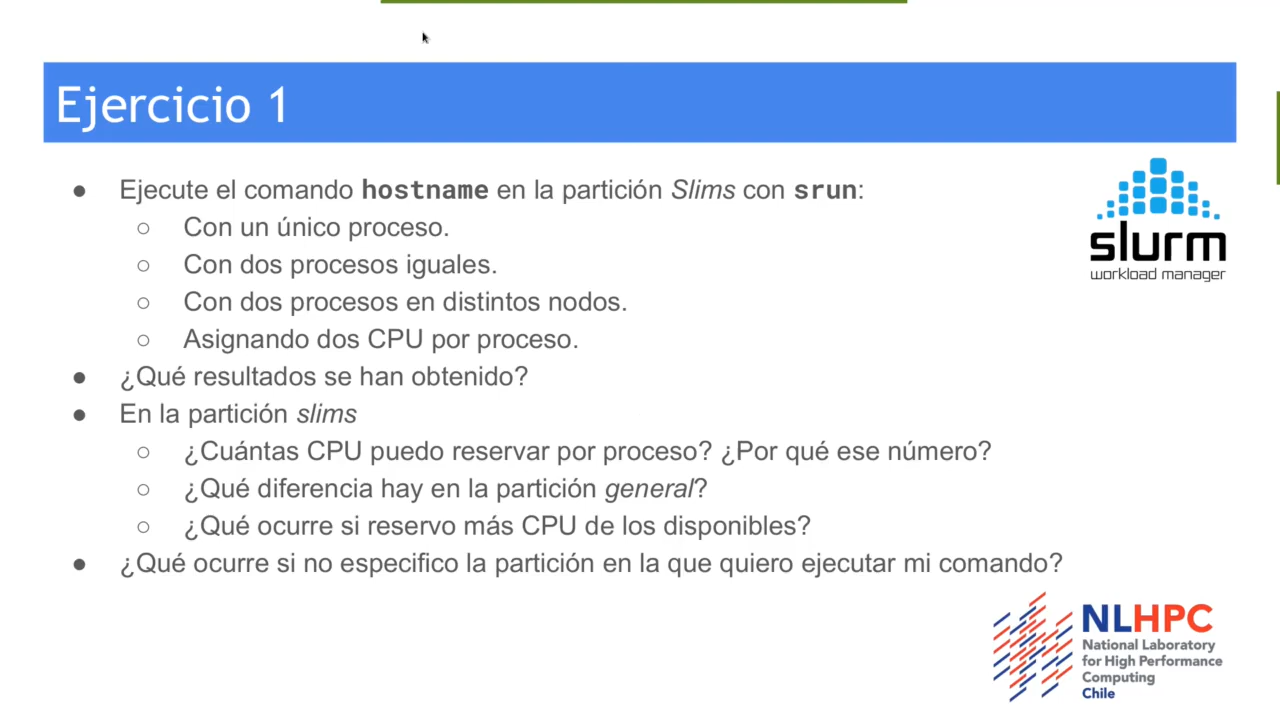 Ejercicio 1
● Ejecute el comando hostname en la partición Slims con srun:
○ Con un único proceso.
○ Con dos procesos iguales.
○ Con dos procesos en distintos nodos.
○ Asignando dos CPU por proceso.
● ¿Qué resultados se han obtenido?
● En la partición slims
○ ¿Cuántas CPU puedo reservar por proceso? ¿Por qué ese número?
○ ¿Qué diferencia hay en la partición general?
○ ¿Qué ocurre si reservo más CPU de los disponibles?
● ¿Qué ocurre si no especifico la partición en la que quiero ejecutar mi comando?
slurm
workload manager
NLHPC
National Laboratory
for High Performance
Computing
Chile